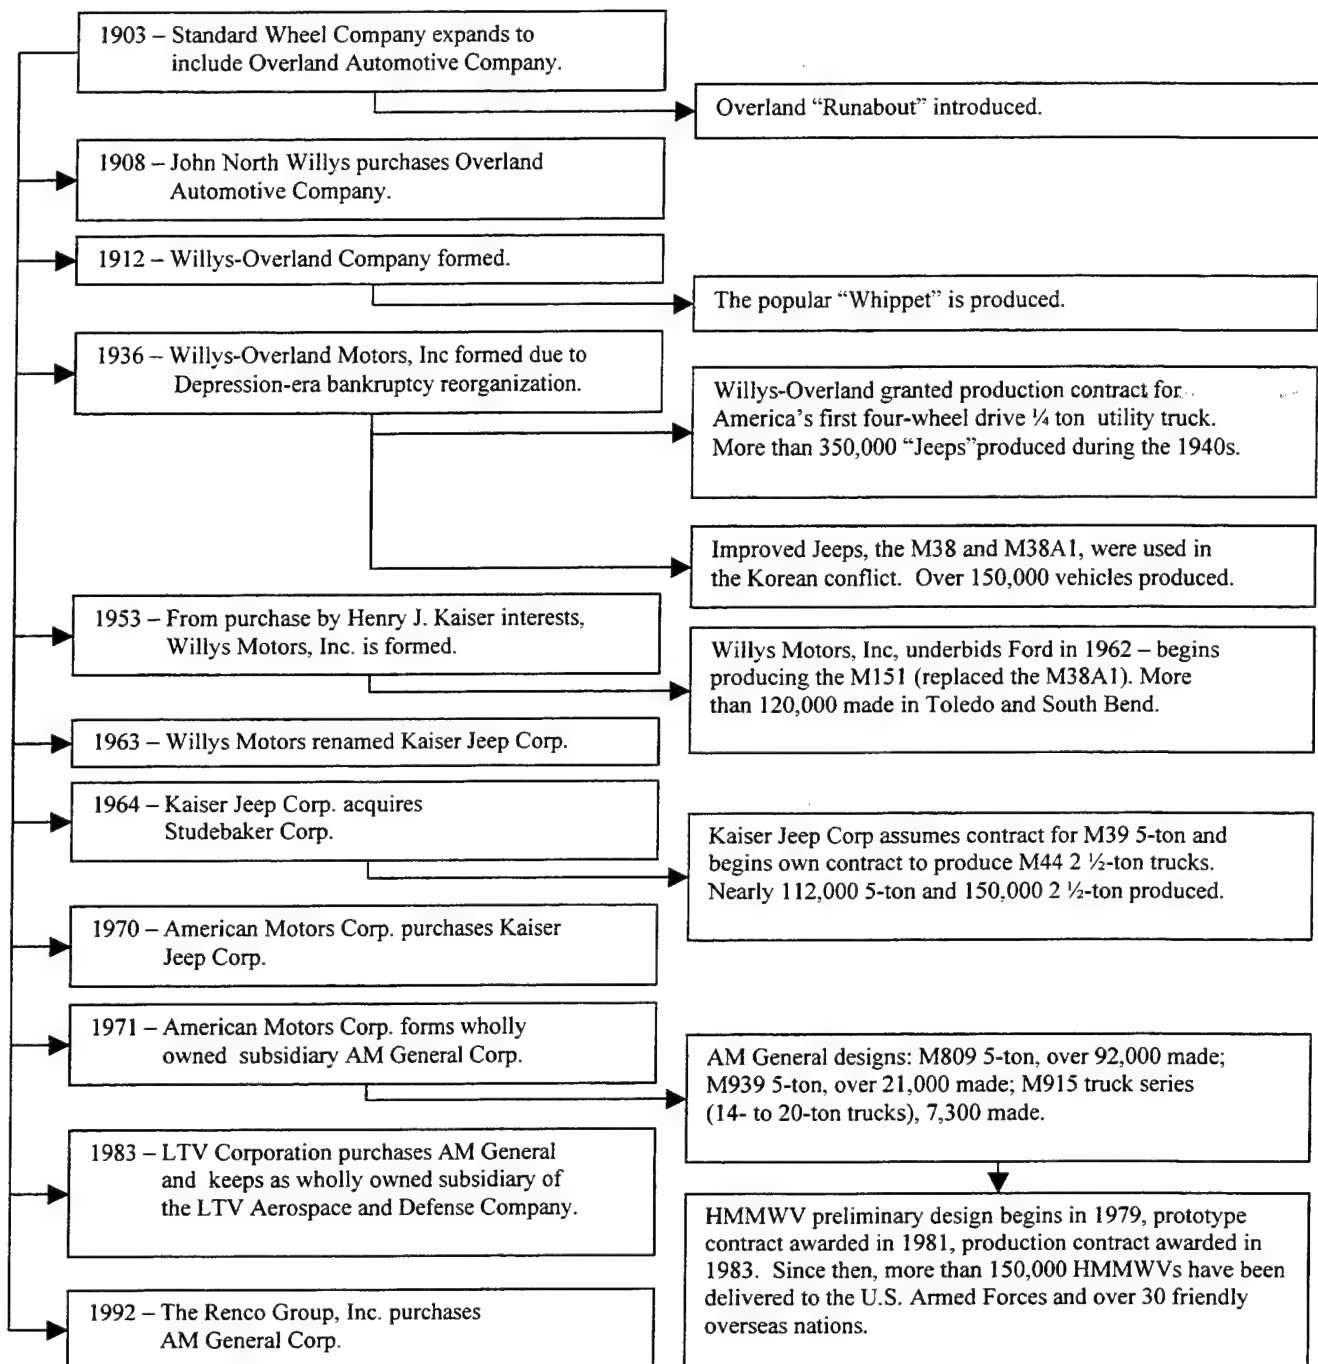 1903 – Standard Wheel Company expands to
include Overland Automotive Company.
Overland “Runabout” introduced.
1908 – John North Willys purchases Overland
Automotive Company.
1912 – Willys-Overland Company formed.
The popular “Whippet” is produced.
1936 – Willys-Overland Motors, Inc formed due to
Depression-era bankruptcy reorganization.
Willys-Overland granted production contract for
America’s first four-wheel drive ¼ ton utility truck.
More than 350,000 “Jeeps”produced during the 1940s.
Improved Jeeps, the M38 and M38A1, were used in
the Korean conflict. Over 150,000 vehicles produced.
1953 – From purchase by Henry J. Kaiser interests,
Willys Motors, Inc. is formed.
Willys Motors, Inc, underbids Ford in 1962 – begins
producing the M151 (replaced the M38A1). More
than 120,000 made in Toledo and South Bend.
1963 – Willys Motors renamed Kaiser Jeep Corp.
1964 – Kaiser Jeep Corp. acquires
Studebaker Corp.
Kaiser Jeep Corp assumes contract for M39 5-ton and
begins own contract to produce M44 2 ½-ton trucks.
Nearly 112,000 5-ton and 150,000 2 ½-ton produced.
1970 – American Motors Corp. purchases Kaiser
Jeep Corp.
1971 – American Motors Corp. forms wholly
owned subsidiary AM General Corp.
AM General designs: M809 5-ton, over 92,000 made;
M939 5-ton, over 21,000 made; M915 truck series
(14- to 20-ton trucks), 7,300 made.
1983 – LTV Corporation purchases AM General
and keeps as wholly owned subsidiary of
the LTV Aerospace and Defense Company.
HMMWV preliminary design begins in 1979, prototype
contract awarded in 1981, production contract awarded in
1983. Since then, more than 150,000 HMMWVs have been
delivered to the U.S. Armed Forces and over 30 friendly
overseas nations.
1992 – The Renco Group, Inc. purchases
AM General Corp.